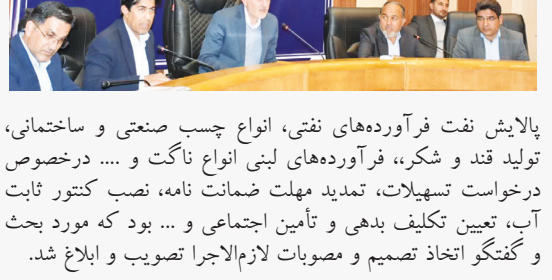 پالایش نفت فرآورده‌های نفتی، انواع چسب صنعتی و ساختمانی،
تولید قند و شکر،، فرآورده‌های لبنی انواع ناگت و .... درخصوص
درخواست تسهیلات، تمدید مهلت ضمانت نامه، نصب کنتور ثابت
آب، تعیین تکلیف بدهی و تأمین اجتماعی و ... بود که مورد بحث
و گفتگو اتخاذ تصمیم و مصوبات لازم‌الاجرا تصویب و ابلاغ شد.